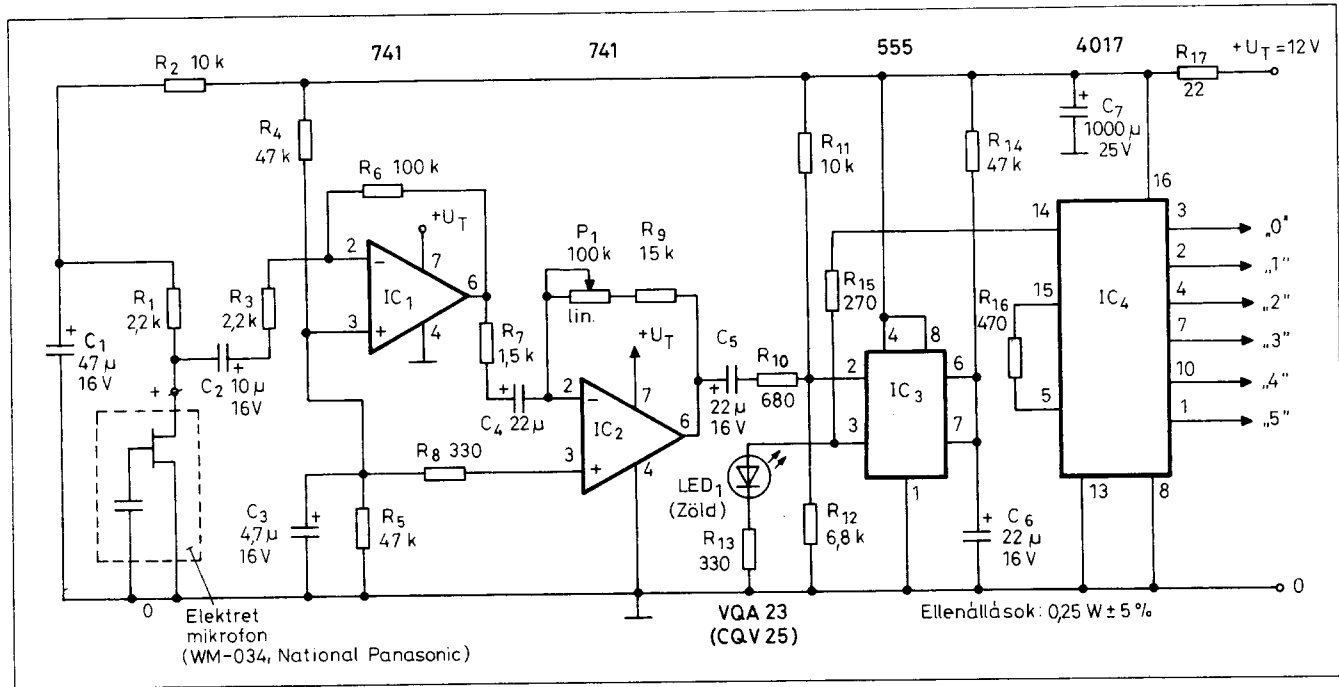 741
741
555
4017
R17
22
+UT = 12 V
R2 10 k
R4
47 k
R6 100 k
+UT
2
7
6
3
4
IC1
R1
2,2 k
R3
2,2 k
C1
+
47 µ
16 V
C2
+
10 µ
16 V
R7
1,5 k
+
C4 22 µ
P1
100 k
lin.
R9
15 k
+UT
2
7
6
3
4
IC2
C5
+
22 µ
16 V
R10
680
R8 330
C3
+
4,7 µ
16 V
R5
47 k
R11
10 k
R14
47 k
+
C7
1000 µ
25 V
R15
270
4
8
2
6
IC3
3
7
1
LED1
(Zöld)
R13
330
R12
6,8 k
+
C6
22 µ
16 V
16
14
3
„0"
2
„1"
R16
470
15
IC4
4
„2"
7
„3"
5
10
„4"
1
„5"
13
8
0
0
Elektret
mikrofon
(WM-034, National Panasonic)
VQA 23
(CQV 25)
Ellenállások: 0,25 W ± 5 %